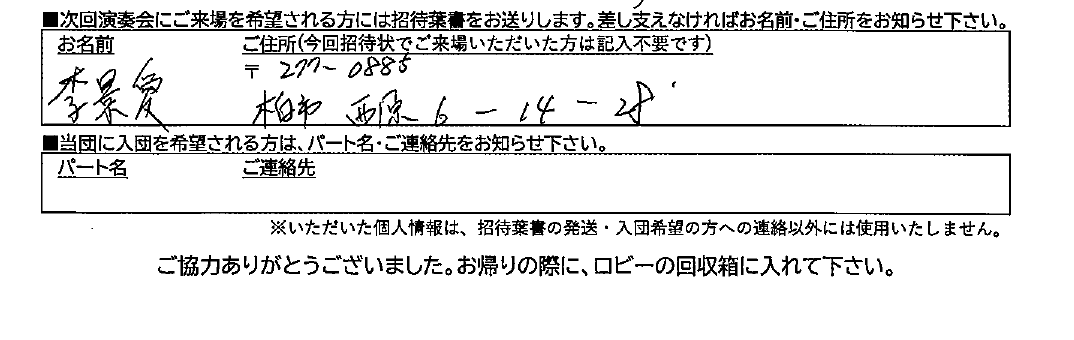 ■次回演奏会にご来場を希望される方には招待葉書をお送りします。差し支えなければお名前・ご住所をお知らせ下さい。
お名前 ご住所(今回招待状でご来場いただいた方は記入不要です)
〒 277-0885
李景愛 柏市 西原 6-14-28
■当団に入団を希望される方は、パート名・ご連絡先をお知らせ下さい。
パート名 ご連絡先
※いただいた個人情報は、招待葉書の発送・入団希望の方への連絡以外には使用いたしません。
ご協力ありがとうございました。お帰りの際に、ロビーの回収箱に入れて下さい。